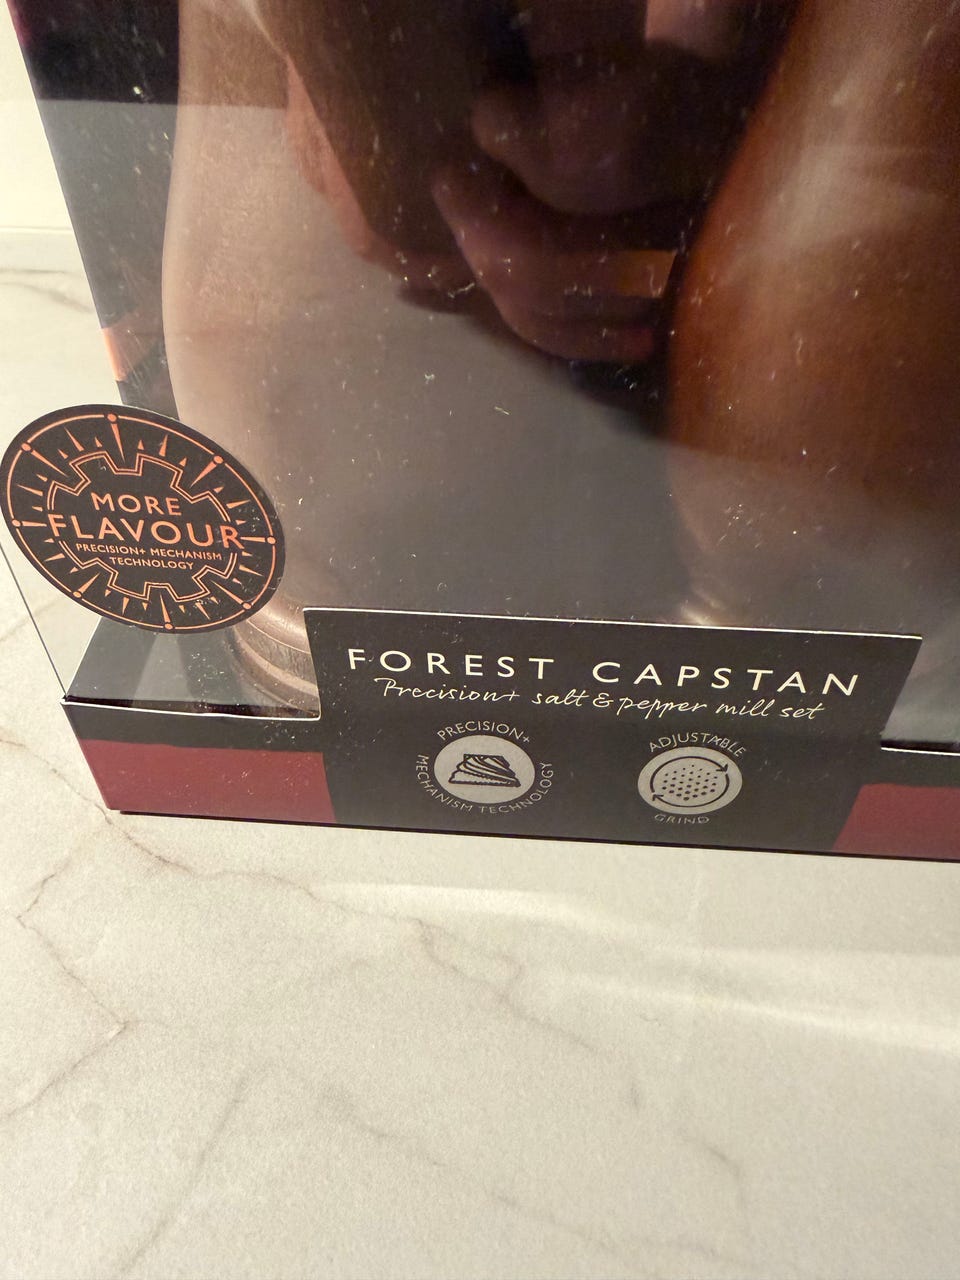 MORE
FLAVOUR
PRECISION+ MECHANISM
TECHNOLOGY
FOREST CAPSTAN
Precision+ salt & pepper mill set
PRECISION+
MECHANISM TECHNOLOGY
ADJUSTABLE
GRIND